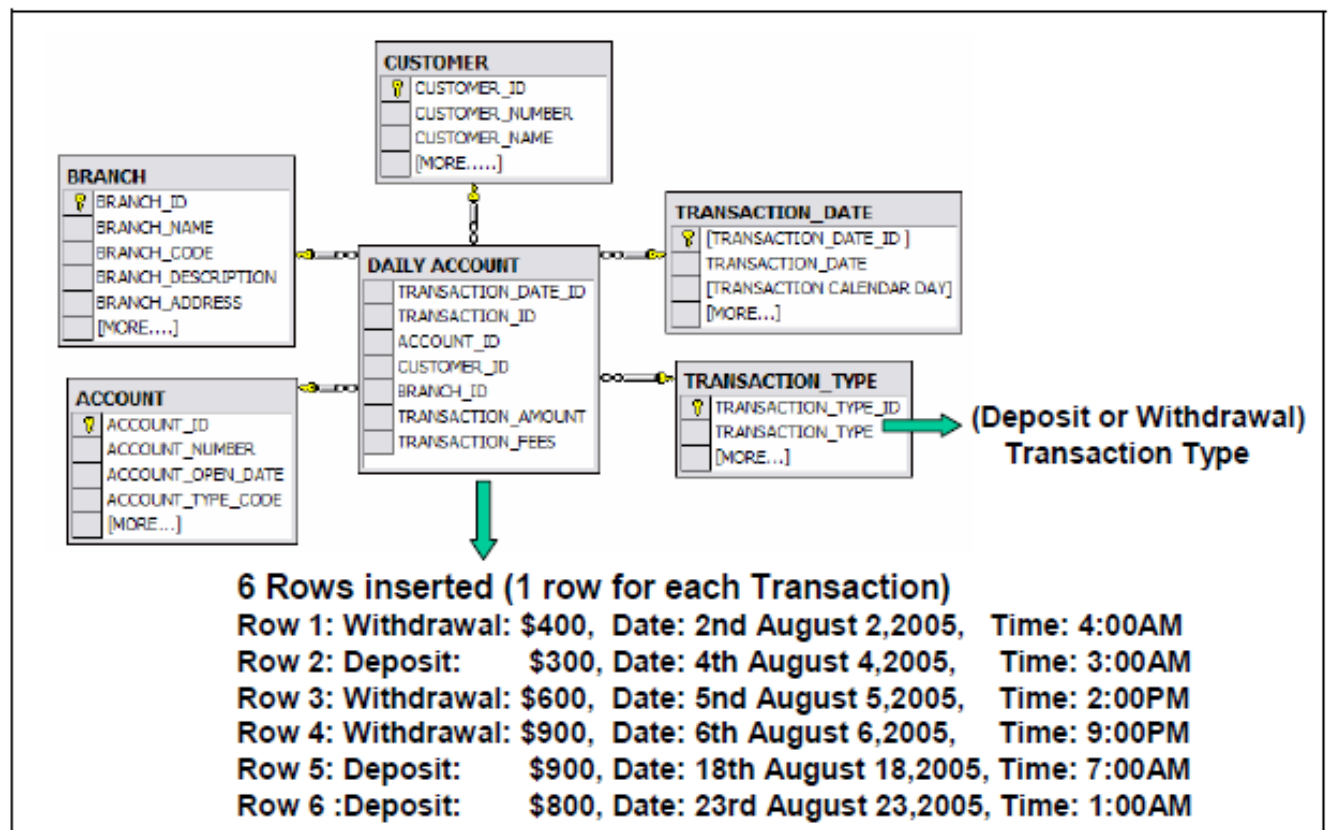 CUSTOMER
CUSTOMER_ID
CUSTOMER_NUMBER
CUSTOMER_NAME
[MORE.....]
BRANCH
BRANCH_ID
BRANCH_NAME
BRANCH_CODE
BRANCH_DESCRIPTION
BRANCH_ADDRESS
[MORE....]
TRANSACTION_DATE
[TRANSACTION_DATE_ID ]
TRANSACTION_DATE
[TRANSACTION CALENDAR DAY]
[MORE...]
DAILY ACCOUNT
TRANSACTION_DATE_ID
TRANSACTION_ID
ACCOUNT_ID
CUSTOMER_ID
BRANCH_ID
TRANSACTION_AMOUNT
TRANSACTION_FEES
ACCOUNT
ACCOUNT_ID
ACCOUNT_NUMBER
ACCOUNT_OPEN_DATE
ACCOUNT_TYPE_CODE
[MORE...]
TRANSACTION_TYPE
TRANSACTION_TYPE_ID
TRANSACTION_TYPE
[MORE...]
(Deposit or Withdrawal)
Transaction Type
6 Rows inserted (1 row for each Transaction)
Row 1: Withdrawal: $400, Date: 2nd August 2,2005, Time: 4:00AM
Row 2: Deposit: $300, Date: 4th August 4,2005, Time: 3:00AM
Row 3: Withdrawal: $600, Date: 5nd August 5,2005, Time: 2:00PM
Row 4: Withdrawal: $900, Date: 6th August 6,2005, Time: 9:00PM
Row 5: Deposit: $900, Date: 18th August 18,2005, Time: 7:00AM
Row 6 :Deposit: $800, Date: 23rd August 23,2005, Time: 1:00AM